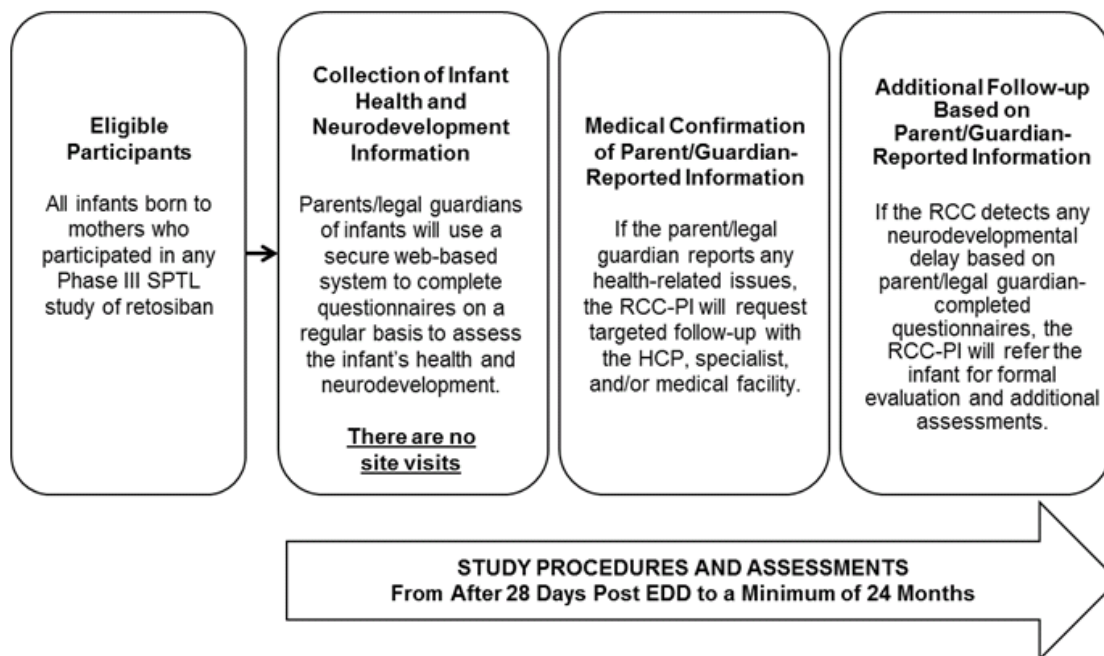 Eligible
Participants
All infants born to
mothers who
participated in any
Phase III SPTL
study of retosiban
Collection of Infant
Health and
Neurodevelopment
Information
Parents/legal guardians
of infants will use a
secure web-based
system to complete
questionnaires on a
regular basis to assess
the infant's health and
neurodevelopment.
There are no
site visits
Medical Confirmation
of Parent/Guardian-
Reported Information
If the parent/legal
guardian reports any
health-related issues,
the RCC-PI will request
targeted follow-up with
the HCP, specialist,
and/or medical facility.
Additional Follow-up
Based on
Parent/Guardian-
Reported Information
If the RCC detects any
neurodevelopmental
delay based on
parent/legal guardian-
completed
questionnaires, the
RCC-PI will refer the
infant for formal
evaluation and additional
assessments.
STUDY PROCEDURES AND ASSESSMENTS
From After 28 Days Post EDD to a Minimum of 24 Months